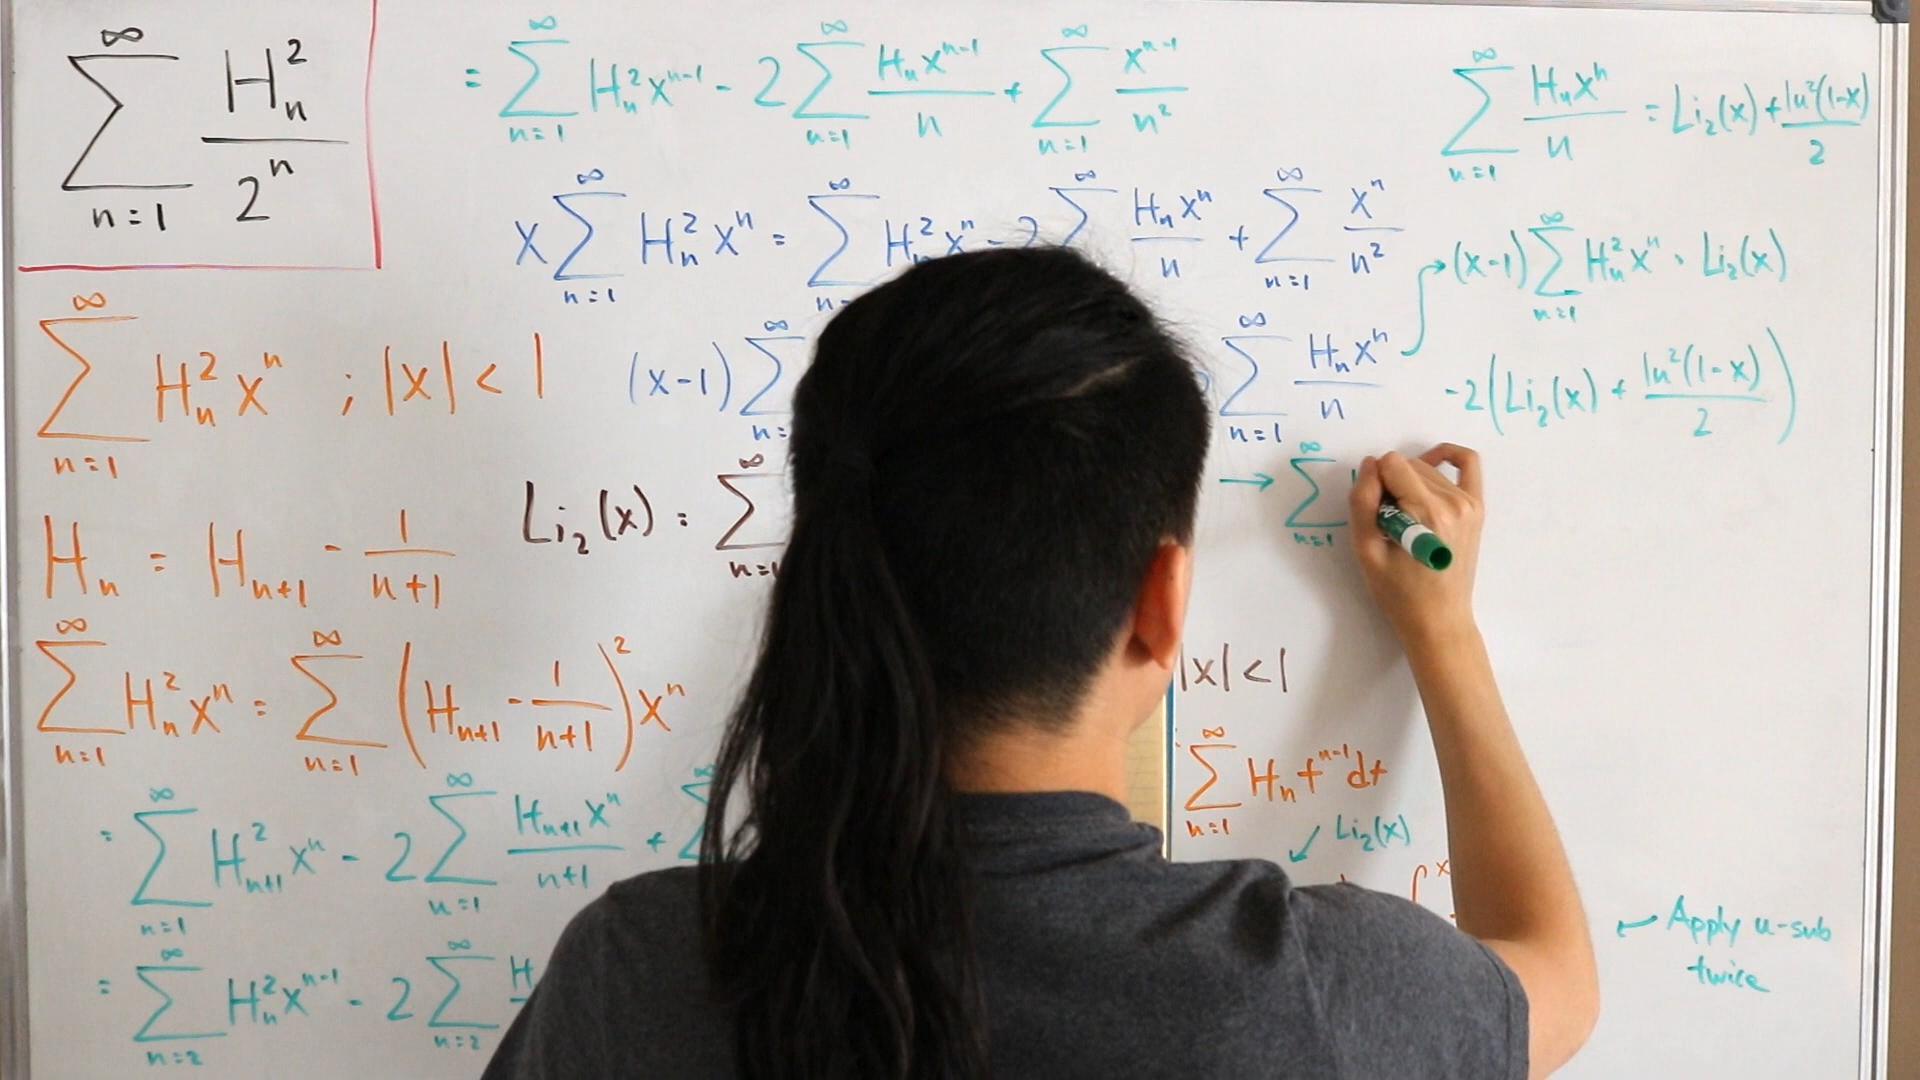 ∑_{n=1}^{∞} H_n^2 / 2^n
∑_{n=1}^{∞} H_n^2 x^n ; |x| < 1
H_n = H_{n+1} - 1/(n+1)
∑_{n=1}^{∞} H_n^2 x^n = ∑_{n=1}^{∞} (H_{n+1} - 1/(n+1))^2 x^n
= ∑_{n=1}^{∞} H_{n+1}^2 x^n - 2 ∑_{n=1}^{∞} H_{n+1} x^n / (n+1) + ∑
= ∑_{n=2}^{∞} H_n^2 x^{n-1} - 2 ∑_{n=2}^{∞} H
= ∑_{n=1}^{∞} H_n^2 x^{n-1} - 2 ∑_{n=1}^{∞} H_n x^{n-1} / n + ∑_{n=1}^{∞} x^{n-1} / n^2
x ∑_{n=1}^{∞} H_n^2 x^n = ∑^{∞} H_n^2 x^n - 2 ∑^{∞} H_n x^n / n + ∑_{n=1}^{∞} x^n / n^2
(x-1) ∑^{∞} ∑_{n=1}^{∞} H_n x^n / n
Li_2(x) = ∑^{∞}
|x| < 1
∑_{n=1}^{∞} H_n t^{n-1} dt
Li_2(x)
∫^x
∑_{n=1}^{∞} H_n x^n / n = Li_2(x) + ln^2(1-x) / 2
(x-1) ∑_{n=1}^{∞} H_n^2 x^n = Li_2(x)
-2 (Li_2(x) + ln^2(1-x) / 2)
→ ∑_{n=1}^{∞}
← Apply u-sub
twice